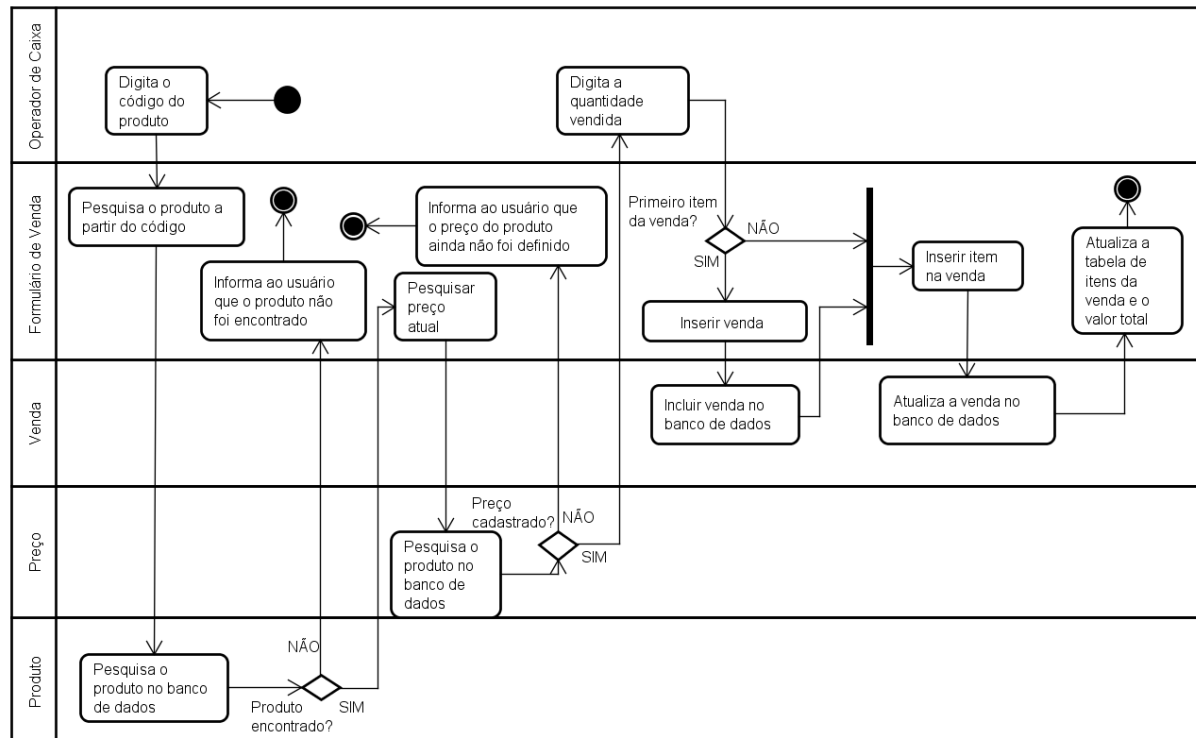 Operador de Caixa
Digita o
código do
produto
Digita a
quantidade
vendida
Formulário de Venda
Pesquisa o produto a
partir do código
Informa ao usuário
que o produto não
foi encontrado
Informa ao usuário que
o preço do produto
ainda não foi definido
Pesquisar
preço
atual
Primeiro item
da venda?
NÃO
SIM
Inserir venda
Inserir item
na venda
Atualiza a
tabela de
itens da
venda e o
valor total
Venda
Incluir venda no
banco de dados
Atualiza a venda no
banco de dados
Preço
Pesquisa o
produto no
banco de
dados
Preço
cadastrado?
NÃO
SIM
Produto
Pesquisa o
produto no banco
de dados
Produto
encontrado?
NÃO
SIM